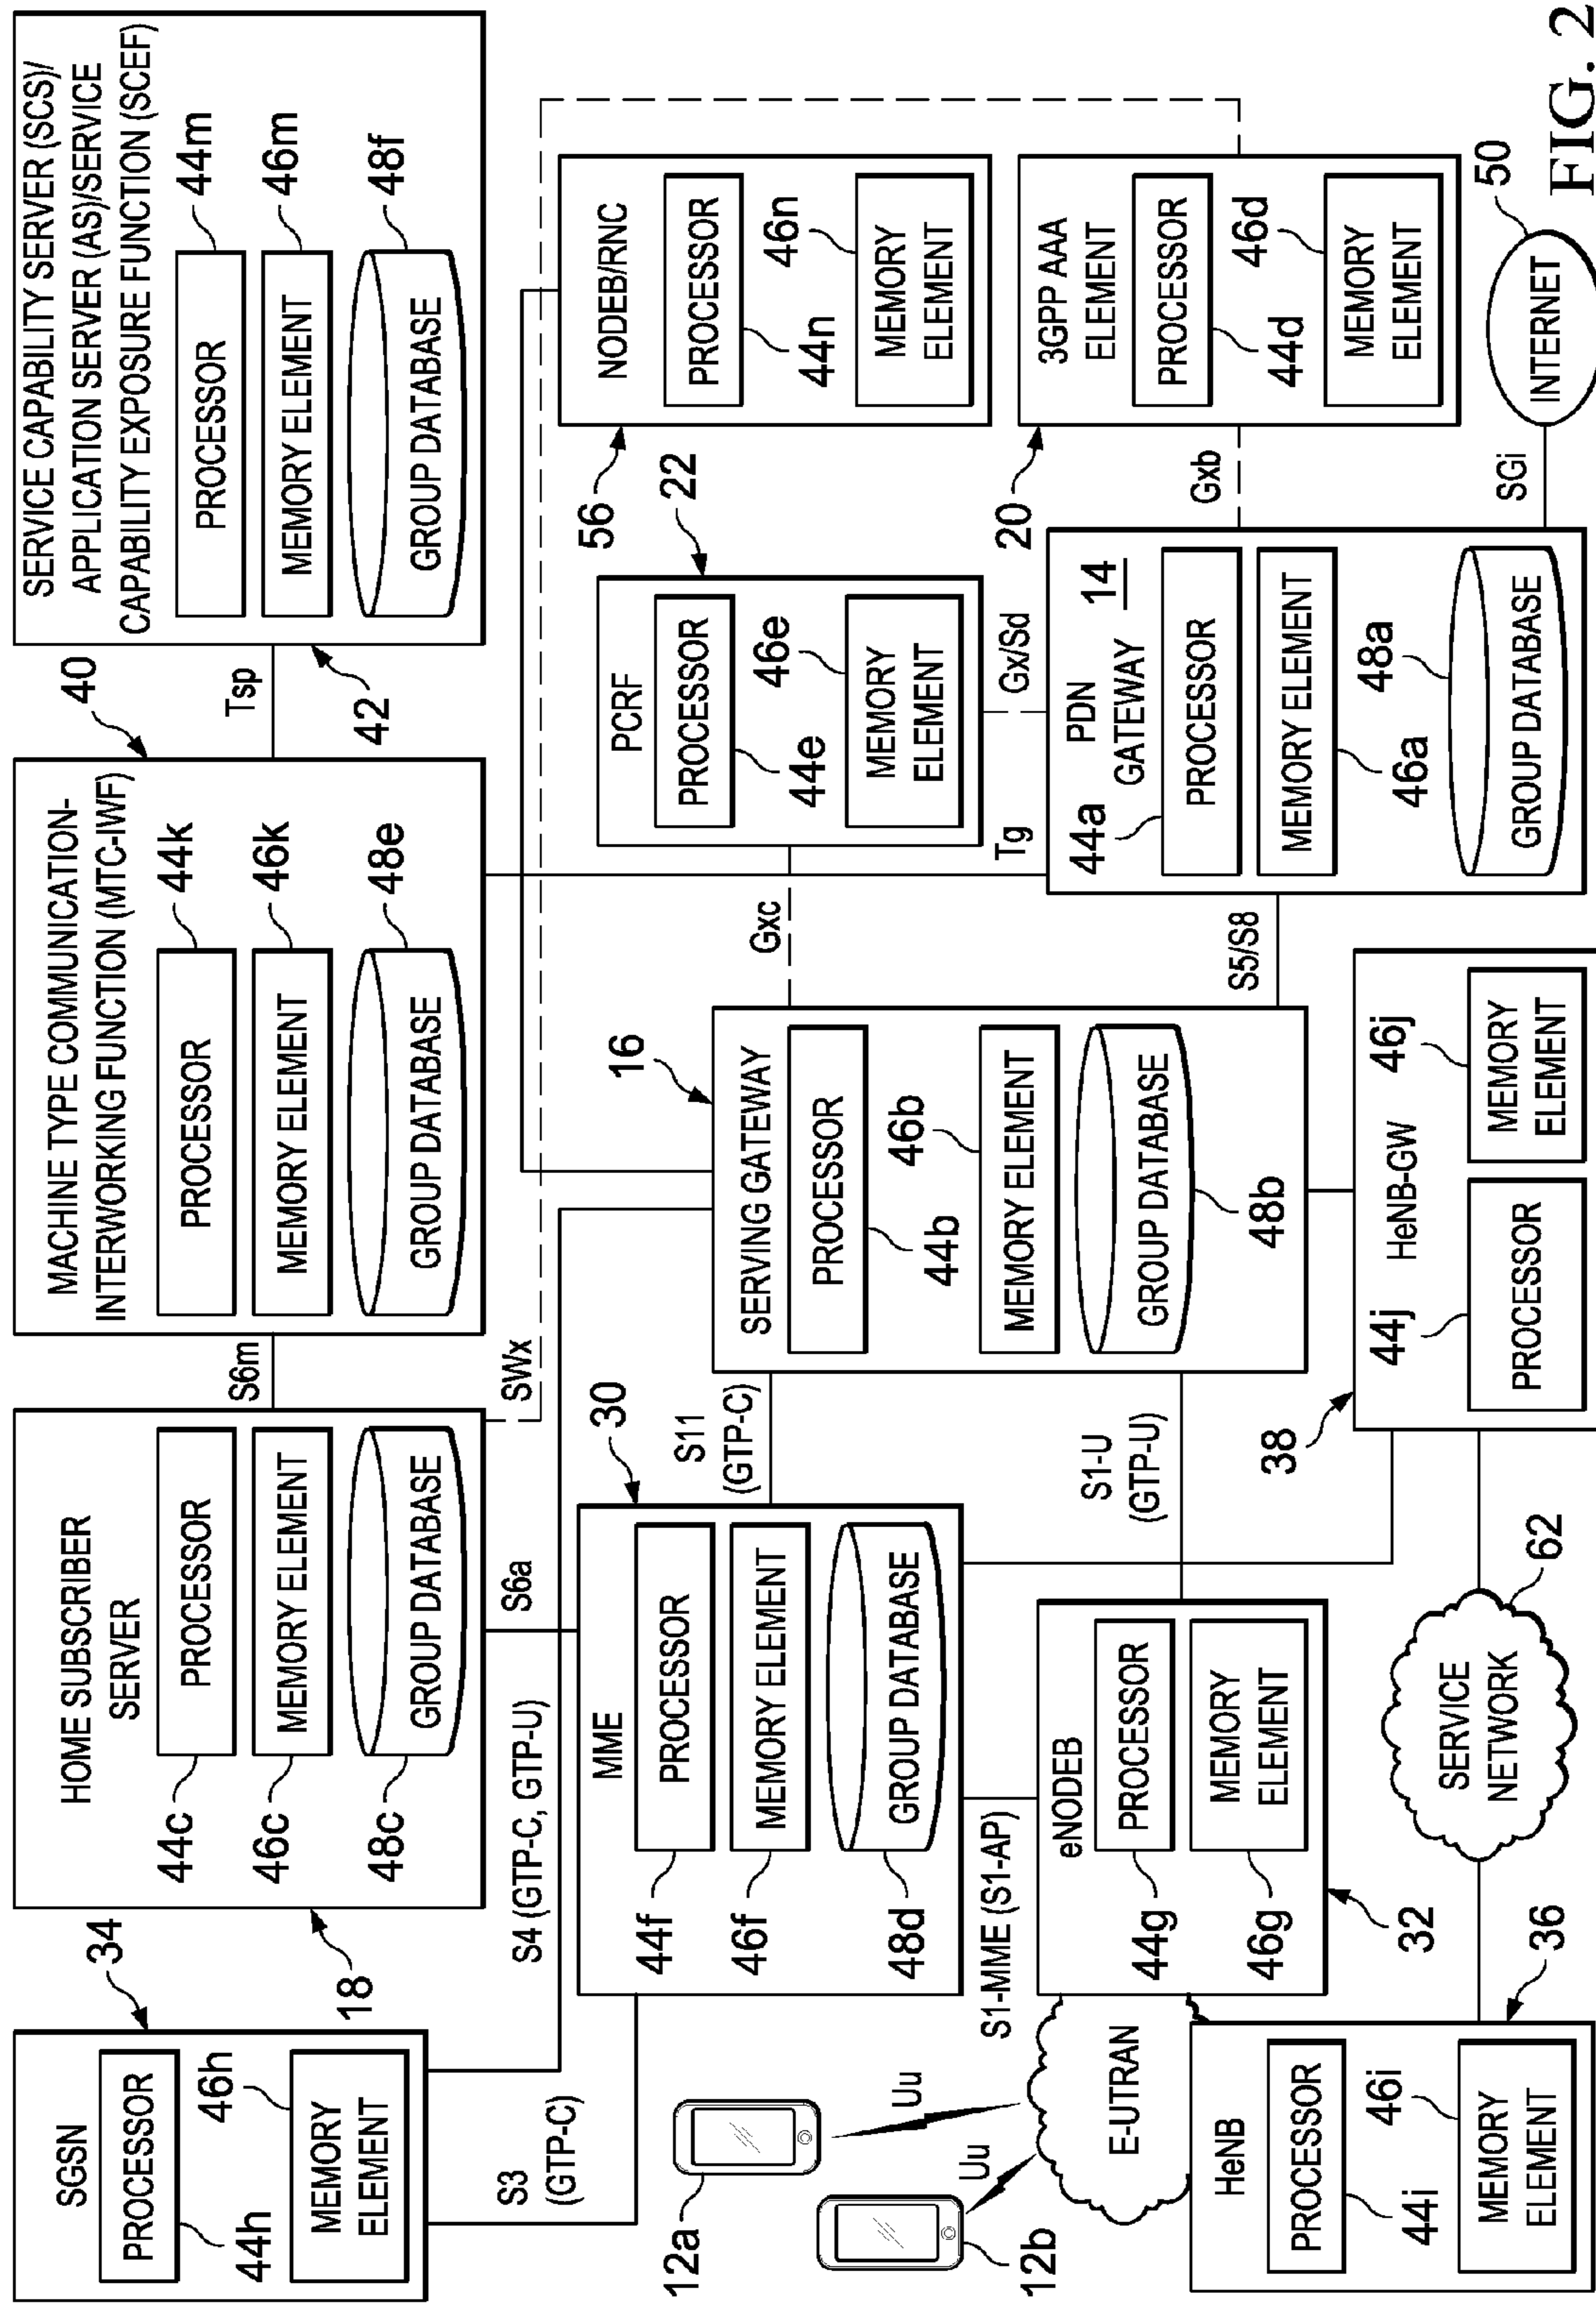 SGSN
PROCESSOR
44h
46h
MEMORY
ELEMENT
34
HOME SUBSCRIBER
SERVER
PROCESSOR
MEMORY ELEMENT
GROUP DATABASE
44c
46c
48c
18
S6m
MACHINE TYPE COMMUNICATION-
INTERWORKING FUNCTION (MTC-IWF)
PROCESSOR
MEMORY ELEMENT
GROUP DATABASE
44k
46k
48e
40
Tsp
SERVICE CAPABILITY SERVER (SCS)/
APPLICATION SERVER (AS)/SERVICE
CAPABILITY EXPOSURE FUNCTION (SCEF)
PROCESSOR
MEMORY ELEMENT
GROUP DATABASE
44m
46m
48f
42
S3
(GTP-C)
S4 (GTP-C, GTP-U)
S6a
SWx
MME
PROCESSOR
MEMORY ELEMENT
GROUP DATABASE
44f
46f
48d
30
S11
(GTP-C)
SERVING GATEWAY
PROCESSOR
44b
MEMORY ELEMENT
46b
GROUP DATABASE
48b
16
Gxc
PCRF
PROCESSOR
44e
46e
MEMORY
ELEMENT
22
NODEB/RNC
PROCESSOR
44n
46n
MEMORY
ELEMENT
56
12a
12b
Uu
Uu
E-UTRAN
S1-MME (S1-AP)
eNODEB
PROCESSOR
MEMORY
ELEMENT
44g
46g
32
S1-U
(GTP-U)
S5/S8
Tg
Gx/Sd
PDN
GATEWAY
14
44a
PROCESSOR
MEMORY ELEMENT
46a
48a
GROUP DATABASE
Gxb
3GPP AAA
ELEMENT
PROCESSOR
44d
46d
MEMORY
ELEMENT
20
HeNB
PROCESSOR
44i
46i
MEMORY
ELEMENT
36
SERVICE
NETWORK
62
38
HeNB-GW
44j
PROCESSOR
46j
MEMORY
ELEMENT
SGi
INTERNET
50
FIG. 2